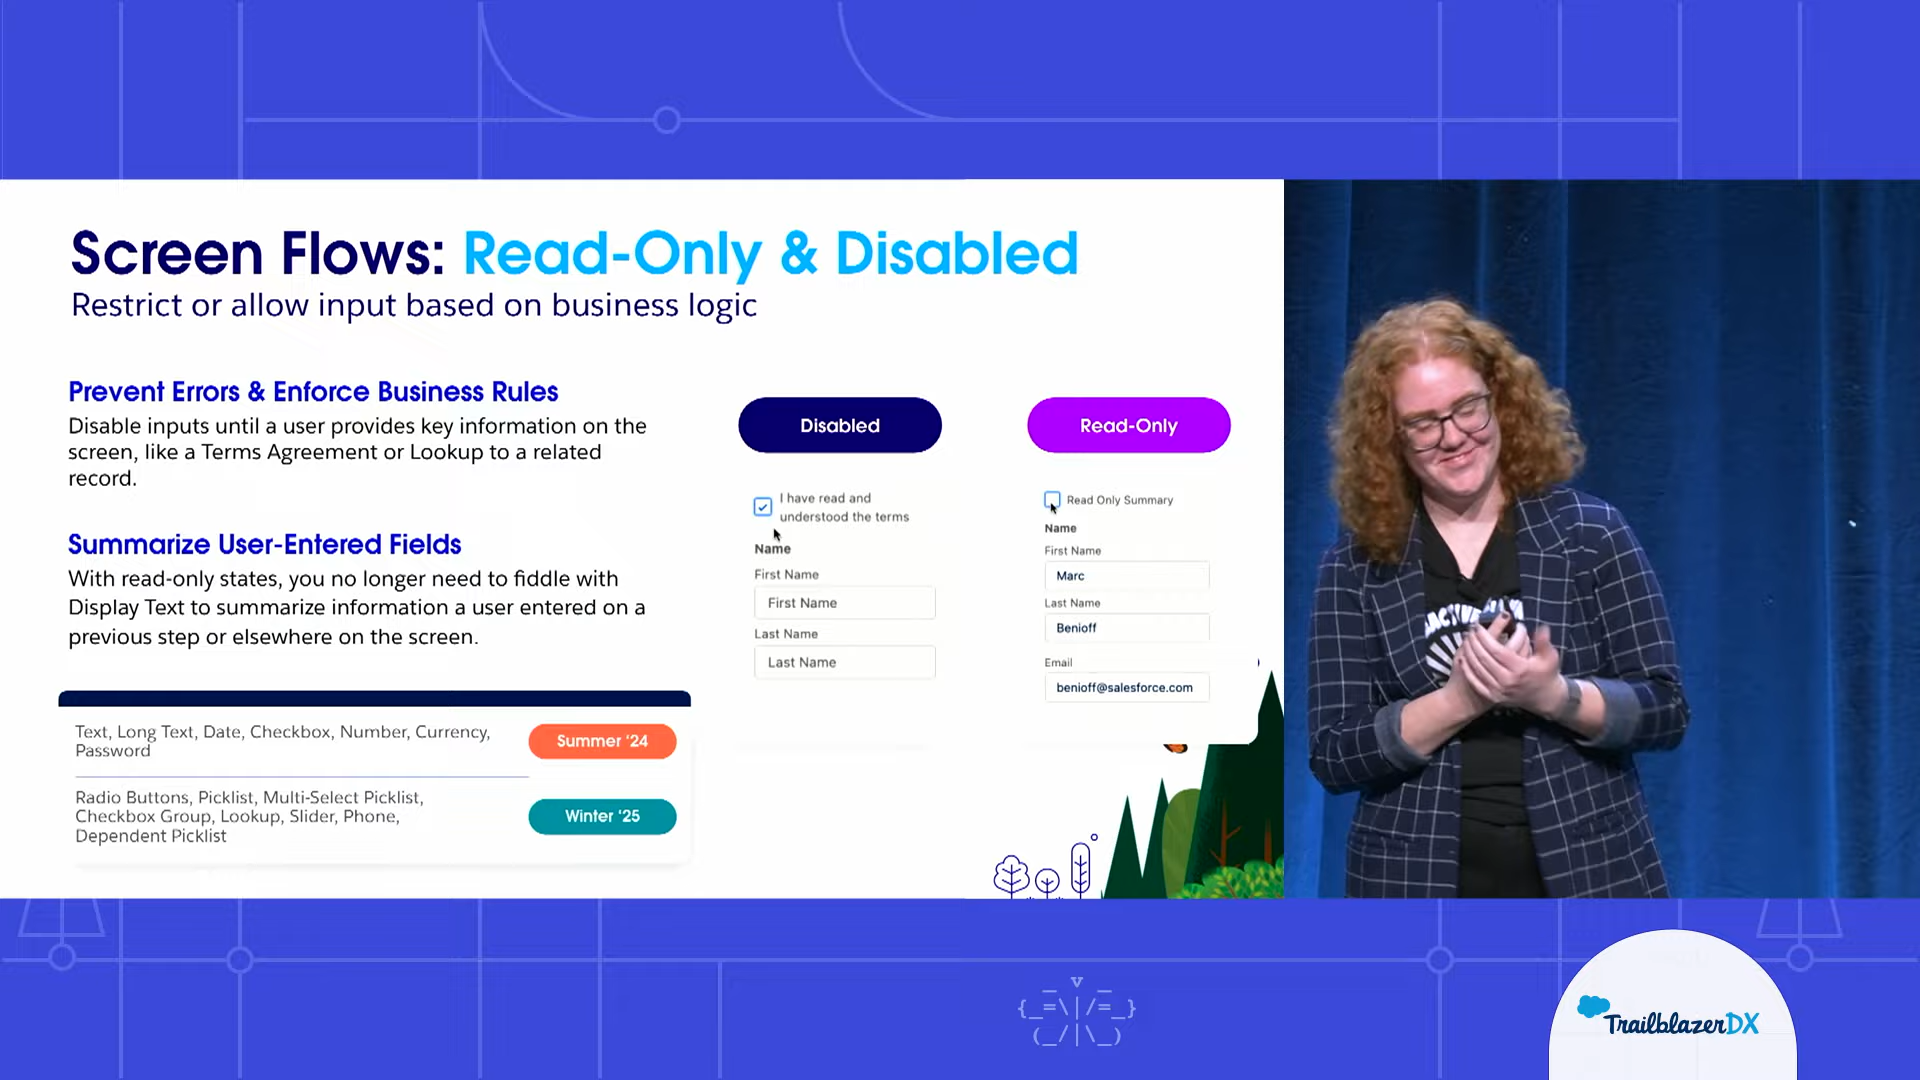 Screen Flows: Read-Only & Disabled
Restrict or allow input based on business logic
Prevent Errors & Enforce Business Rules
Disable inputs until a user provides key information on the
screen, like a Terms Agreement or Lookup to a related
record.
Summarize User-Entered Fields
With read-only states, you no longer need to fiddle with
Display Text to summarize information a user entered on a
previous step or elsewhere on the screen.
Text, Long Text, Date, Checkbox, Number, Currency,
Password
Summer '24
Radio Buttons, Picklist, Multi-Select Picklist,
Checkbox Group, Lookup, Slider, Phone,
Dependent Picklist
Winter '25
Disabled
I have read and
understood the terms
Name
First Name
First Name
Last Name
Last Name
Read-Only
Read Only Summary
Name
First Name
Marc
Last Name
Benioff
Email
benioff@salesforce.com
TrailblazerDX